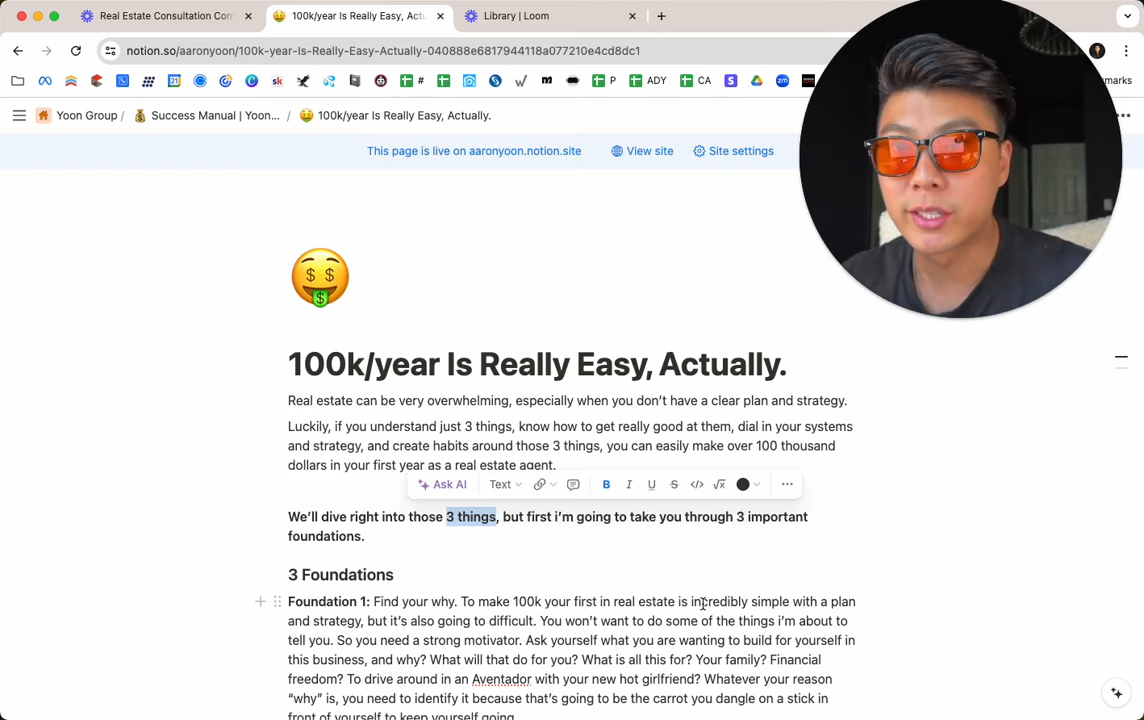 Real Estate Consultation Con
100k/year Is Really Easy, Actu
Library | Loom
notion.so/aaronyoon/100k-year-Is-Really-Easy-Actually-040888e6817944118a077210e4cd8dc1
# P ADY CA marks
Yoon Group / Success Manual | Yoon... / 100k/year Is Really Easy, Actually.
This page is live on aaronyoon.notion.site View site Site settings
100k/year Is Really Easy, Actually.
Real estate can be very overwhelming, especially when you don't have a clear plan and strategy.
Luckily, if you understand just 3 things, know how to get really good at them, dial in your systems
and strategy, and create habits around those 3 things, you can easily make over 100 thousand
dollars in your first year as a real estate agent.
Ask AI Text B i U S </> √x
We'll dive right into those 3 things, but first i'm going to take you through 3 important
foundations.
3 Foundations
Foundation 1: Find your why. To make 100k your first in real estate is incredibly simple with a plan
and strategy, but it's also going to difficult. You won't want to do some of the things i'm about to
tell you. So you need a strong motivator. Ask yourself what you are wanting to build for yourself in
this business, and why? What will that do for you? What is all this for? Your family? Financial
freedom? To drive around in an Aventador with your new hot girlfriend? Whatever your reason
"why" is, you need to identify it because that's going to be the carrot you dangle on a stick in
front of yourself to keep yourself going.